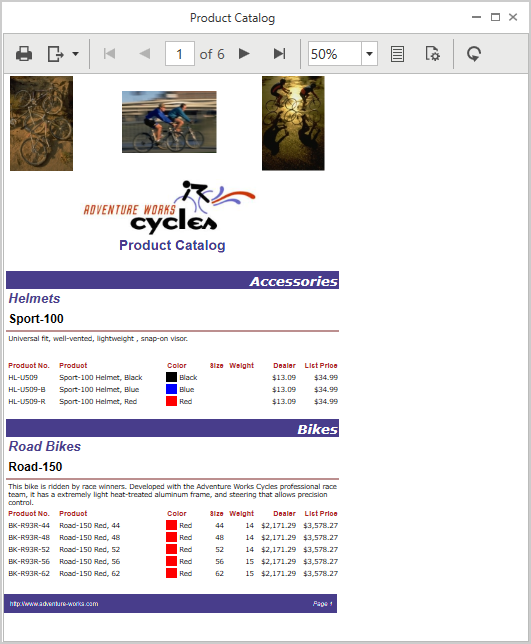 Product Catalog
1 of 6 50%
ADVENTURE WORKS
cycles
Product Catalog
Accessories
Helmets
Sport-100
Universal fit, well-vented, lightweight , snap-on visor.
Product No. Product Color Size Weight Dealer List Price
HL-U509 Sport-100 Helmet, Black Black $13.09 $34.99
HL-U509-B Sport-100 Helmet, Blue Blue $13.09 $34.99
HL-U509-R Sport-100 Helmet, Red Red $13.09 $34.99
Bikes
Road Bikes
Road-150
This bike is ridden by race winners. Developed with the Adventure Works Cycles professional race
team, it has a extremely light heat-treated aluminum frame, and steering that allows precision
control.
Product No. Product Color Size Weight Dealer List Price
BK-R93R-44 Road-150 Red, 44 Red 44 14 $2,171.29 $3,578.27
BK-R93R-48 Road-150 Red, 48 Red 48 14 $2,171.29 $3,578.27
BK-R93R-52 Road-150 Red, 52 Red 52 14 $2,171.29 $3,578.27
BK-R93R-56 Road-150 Red, 56 Red 56 15 $2,171.29 $3,578.27
BK-R93R-62 Road-150 Red, 62 Red 62 15 $2,171.29 $3,578.27
http://www.adventure-works.com Page 1